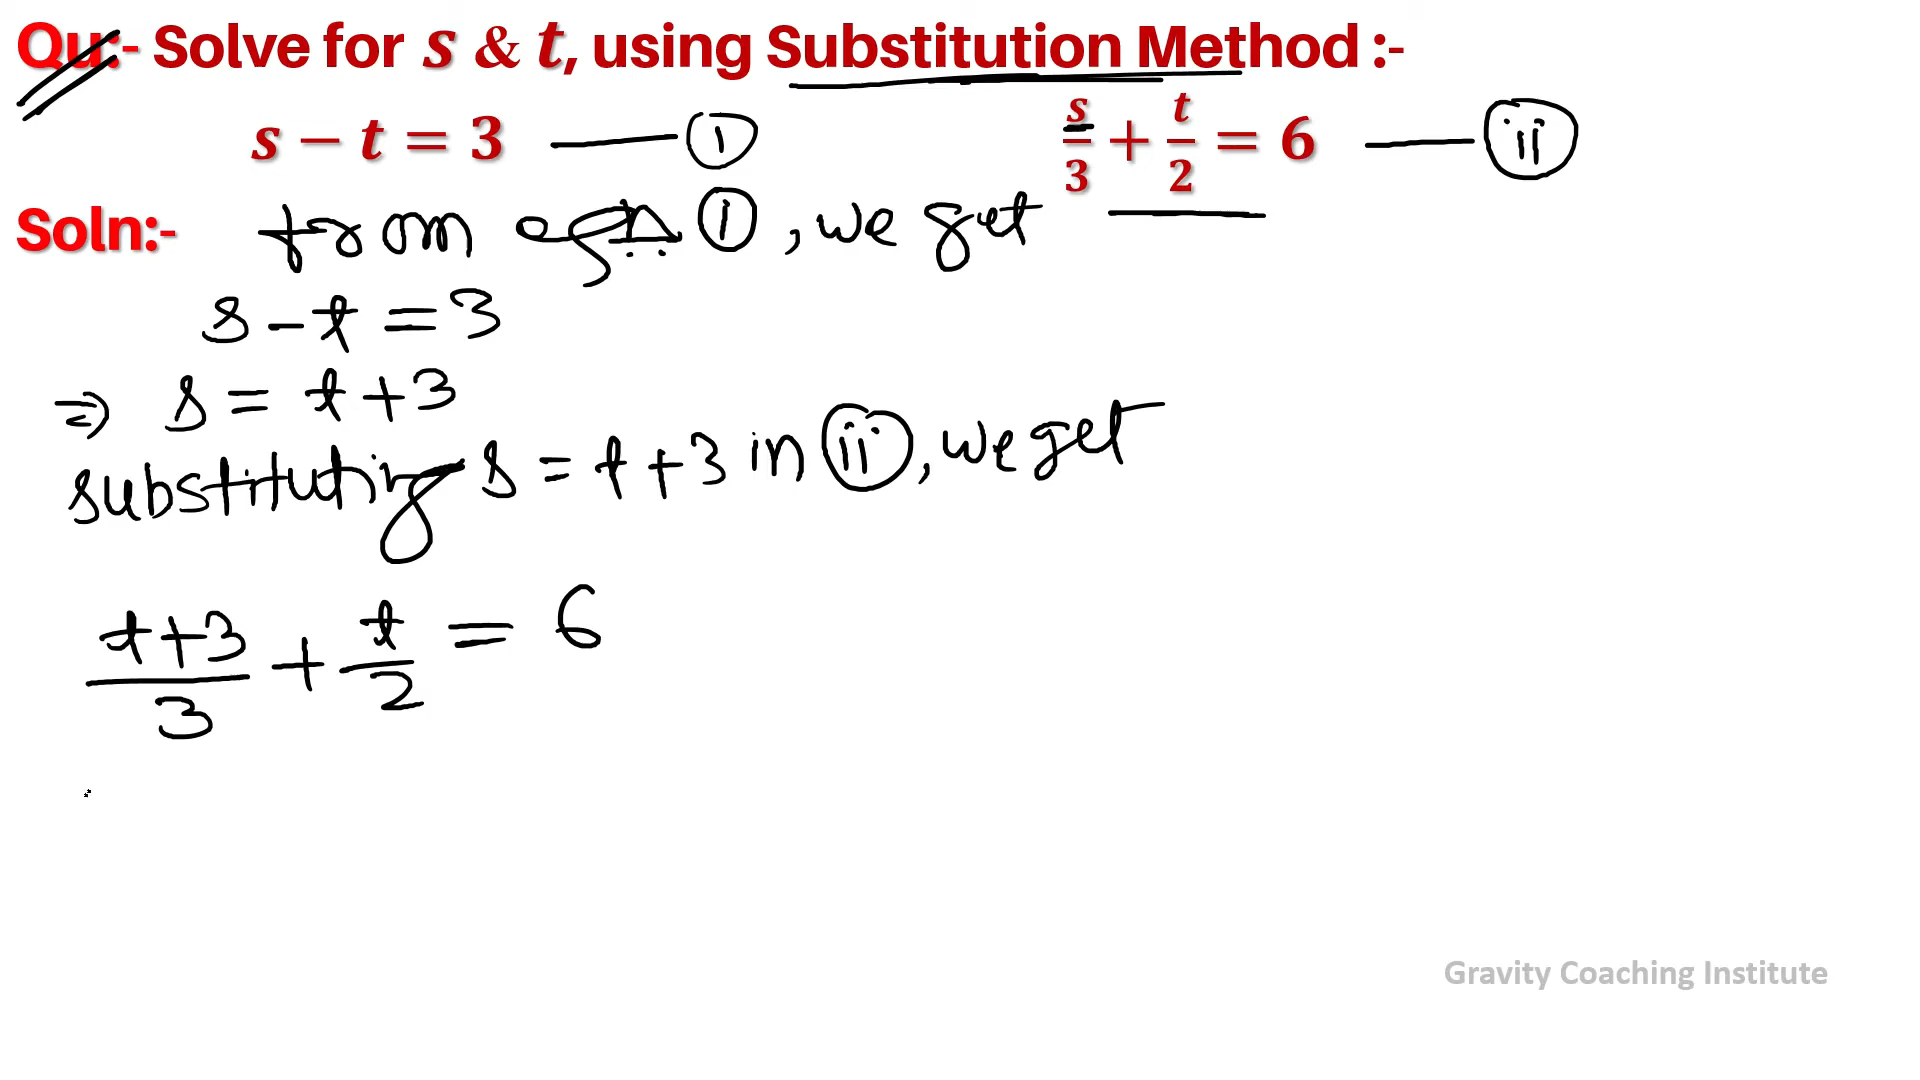 Qu:- Solve for s & t, using Substitution Method :-
s − t = 3 —— (i) s/3 + t/2 = 6 —— (ii)
Soln:- from eqn (i), we get
s − t = 3
⇒ s = t + 3
substituting s = t + 3 in (ii), we get
(t+3)/3 + t/2 = 6
Gravity Coaching Institute